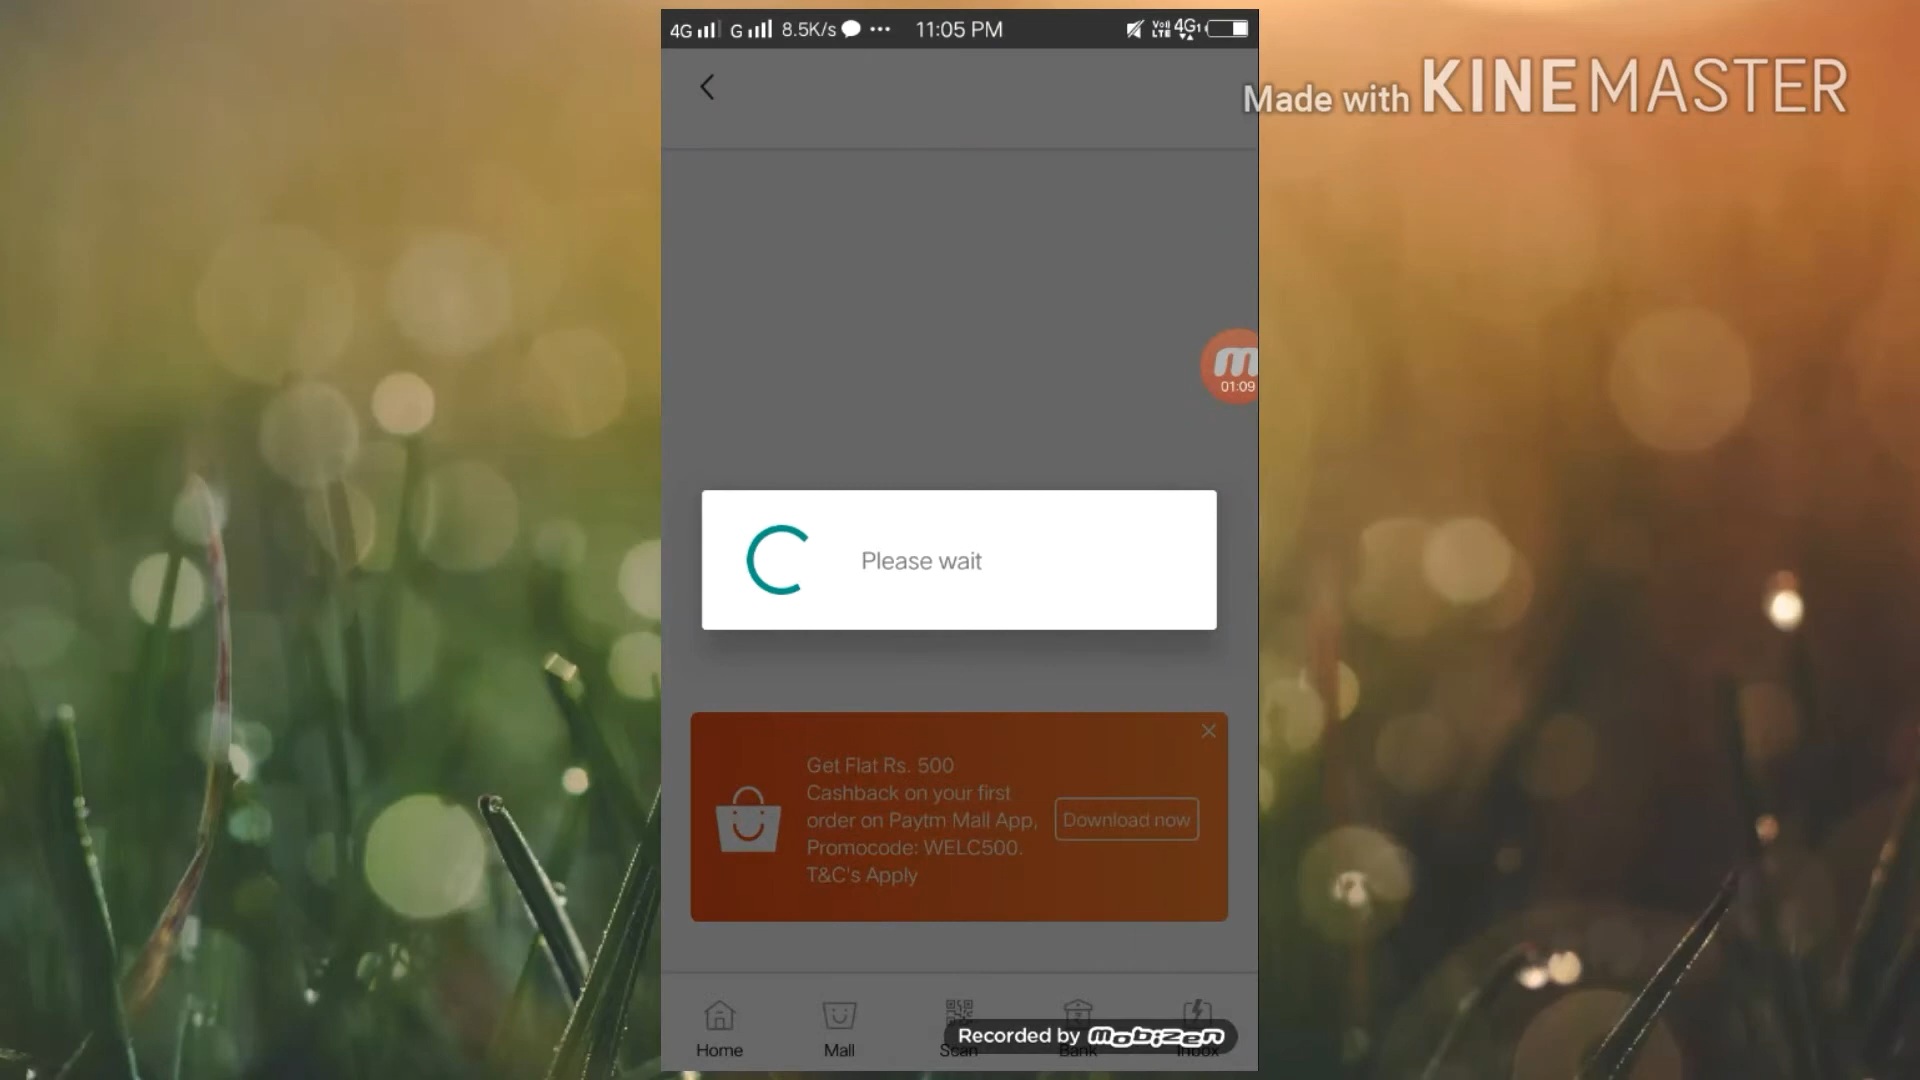 4G G 8.5K/s 11:05 PM VoLTE 4G1
Made with KINEMASTER
m
01:09
Please wait
Get Flat Rs. 500
Cashback on your first
order on Paytm Mall App,
Promocode: WELC500.
T&C's Apply
Download now
Home Mall Scan Bank Inbox
Recorded by mobizen